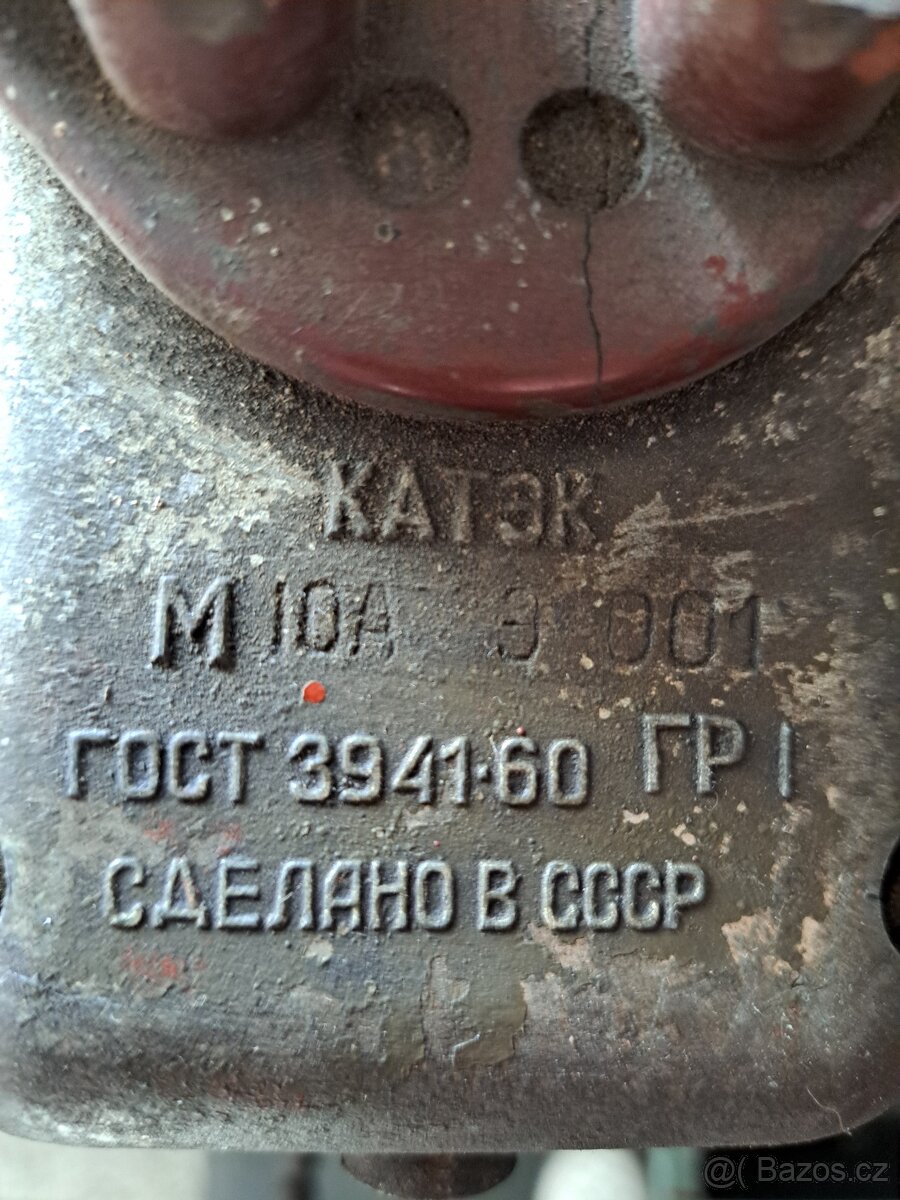 КАТЭК
М 10А Э 001
ГОСТ 3941·60 ГР I
СДЕЛАНО В СССР
@( Bazos.cz